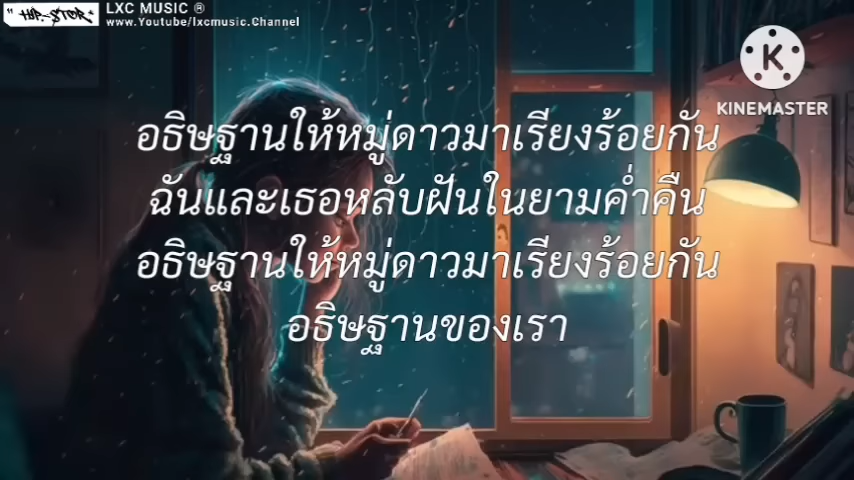 HIP-STOR
LXC MUSIC ®
www.Youtube/lxcmusic.Channel
KINEMASTER
อธิษฐานให้หมู่ดาวมาเรียงร้อยกัน
ฉันและเธอหลับฝันในยามค่ำคืน
อธิษฐานให้หมู่ดาวมาเรียงร้อยกัน
อธิษฐานของเรา